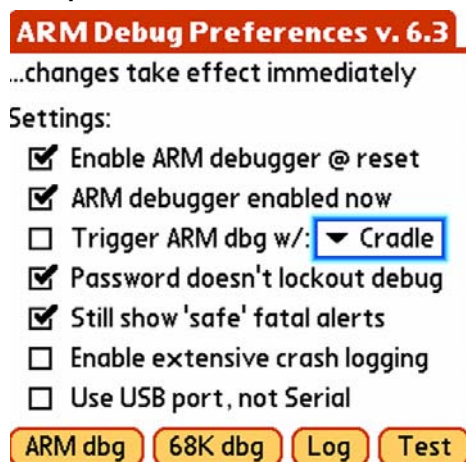 ARM Debug Preferences v. 6.3
...changes take effect immediately
Settings:
Enable ARM debugger @ reset
ARM debugger enabled now
Trigger ARM dbg w/: Cradle
Password doesn't lockout debug
Still show 'safe' fatal alerts
Enable extensive crash logging
Use USB port, not Serial
ARM dbg 68K dbg Log Test